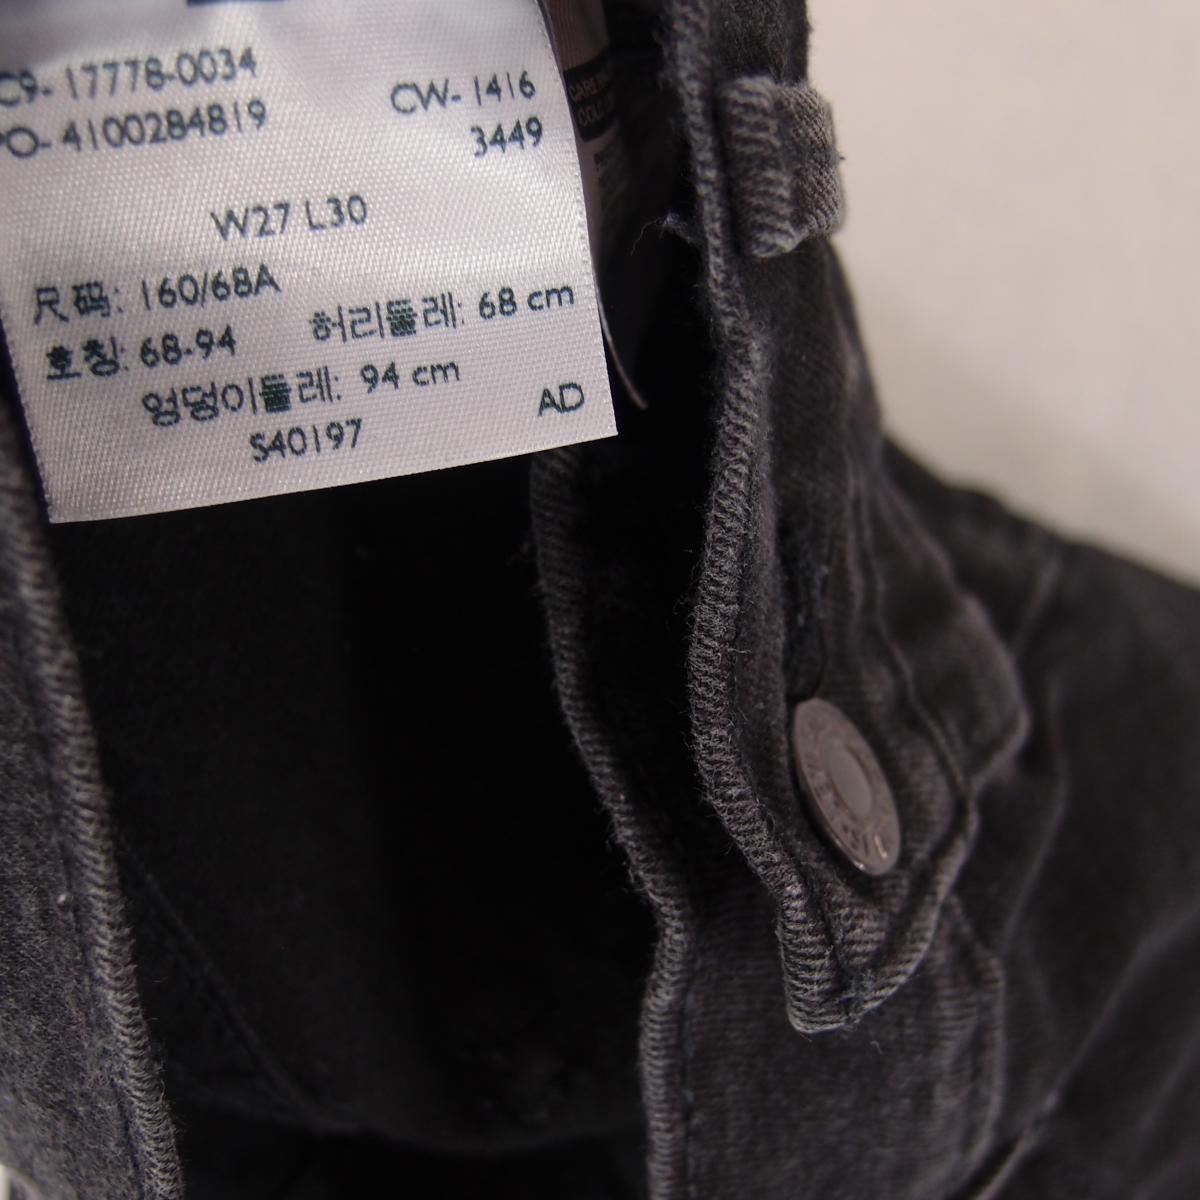 C9- 17778-0034
PO- 4100284819
CW- 1416
3449
W27 L30
尺码: 160/68A
호칭: 68-94 허리둘레: 68 cm
엉덩이둘레: 94 cm
AD
S40197